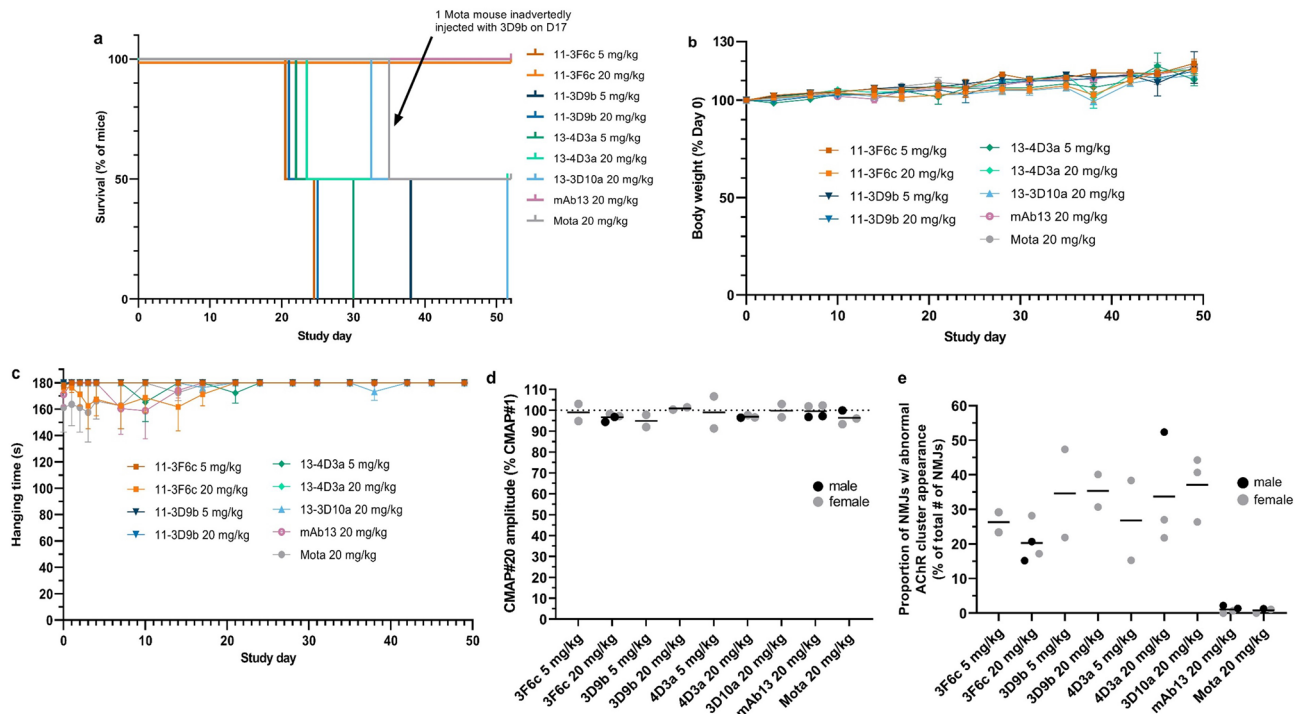 1 Mota mouse inadvertedly
injected with 3D9b on D17
a
Survival (% of mice)
100
50
0
0 10 20 30 40 50
Study day
11-3F6c 5 mg/kg
11-3F6c 20 mg/kg
11-3D9b 5 mg/kg
11-3D9b 20 mg/kg
13-4D3a 5 mg/kg
13-4D3a 20 mg/kg
13-3D10a 20 mg/kg
mAb13 20 mg/kg
Mota 20 mg/kg
b
Body weight (% Day 0)
130
100
50
0
0 10 20 30 40 50
Study day
11-3F6c 5 mg/kg
11-3F6c 20 mg/kg
11-3D9b 5 mg/kg
11-3D9b 20 mg/kg
13-4D3a 5 mg/kg
13-4D3a 20 mg/kg
13-3D10a 20 mg/kg
mAb13 20 mg/kg
Mota 20 mg/kg
c
Hanging time (s)
180
160
140
120
100
80
60
40
20
0
0 10 20 30 40 50
Study day
11-3F6c 5 mg/kg
11-3F6c 20 mg/kg
11-3D9b 5 mg/kg
11-3D9b 20 mg/kg
13-4D3a 5 mg/kg
13-4D3a 20 mg/kg
13-3D10a 20 mg/kg
mAb13 20 mg/kg
Mota 20 mg/kg
d
CMAP#20 amplitude (% CMAP#1)
110
100
90
80
70
60
50
40
30
20
10
0
male
female
3F6c 5 mg/kg
3F6c 20 mg/kg
3D9b 5 mg/kg
3D9b 20 mg/kg
4D3a 5 mg/kg
4D3a 20 mg/kg
3D10a 20 mg/kg
mAb13 20 mg/kg
Mota 20 mg/kg
e
Proportion of NMJs w/ abnormal
AChR cluster appearance
(% of total # of NMJs)
60
50
40
30
20
10
0
male
female
3F6c 5 mg/kg
3F6c 20 mg/kg
3D9b 5 mg/kg
3D9b 20 mg/kg
4D3a 5 mg/kg
4D3a 20 mg/kg
3D10a 20 mg/kg
mAb13 20 mg/kg
Mota 20 mg/kg